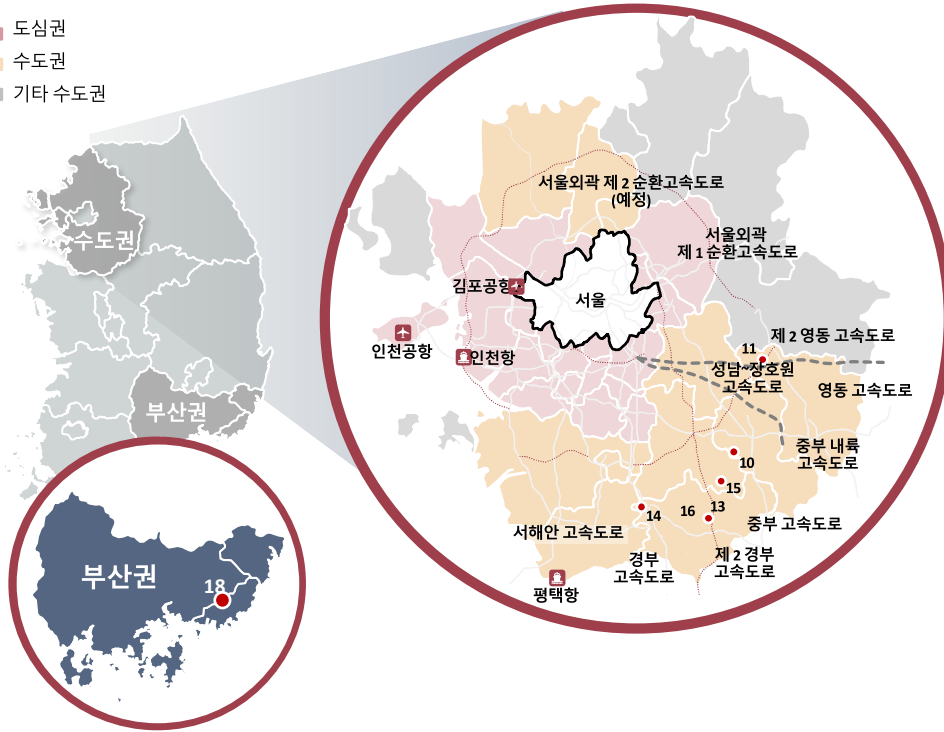 도심권
수도권
기타 수도권
수도권
부산권
서울외곽 제 2 순환고속도로
(예정)
서울외곽
제 1 순환고속도로
김포공항
서울
인천공항
인천항
제 2 영동 고속도로
11
성남~장호원
고속도로
영동 고속도로
중부 내륙
고속도로
10
15
13
16
14
중부 고속도로
서해안 고속도로
경부
고속도로
제 2 경부
고속도로
평택항
부산권
18